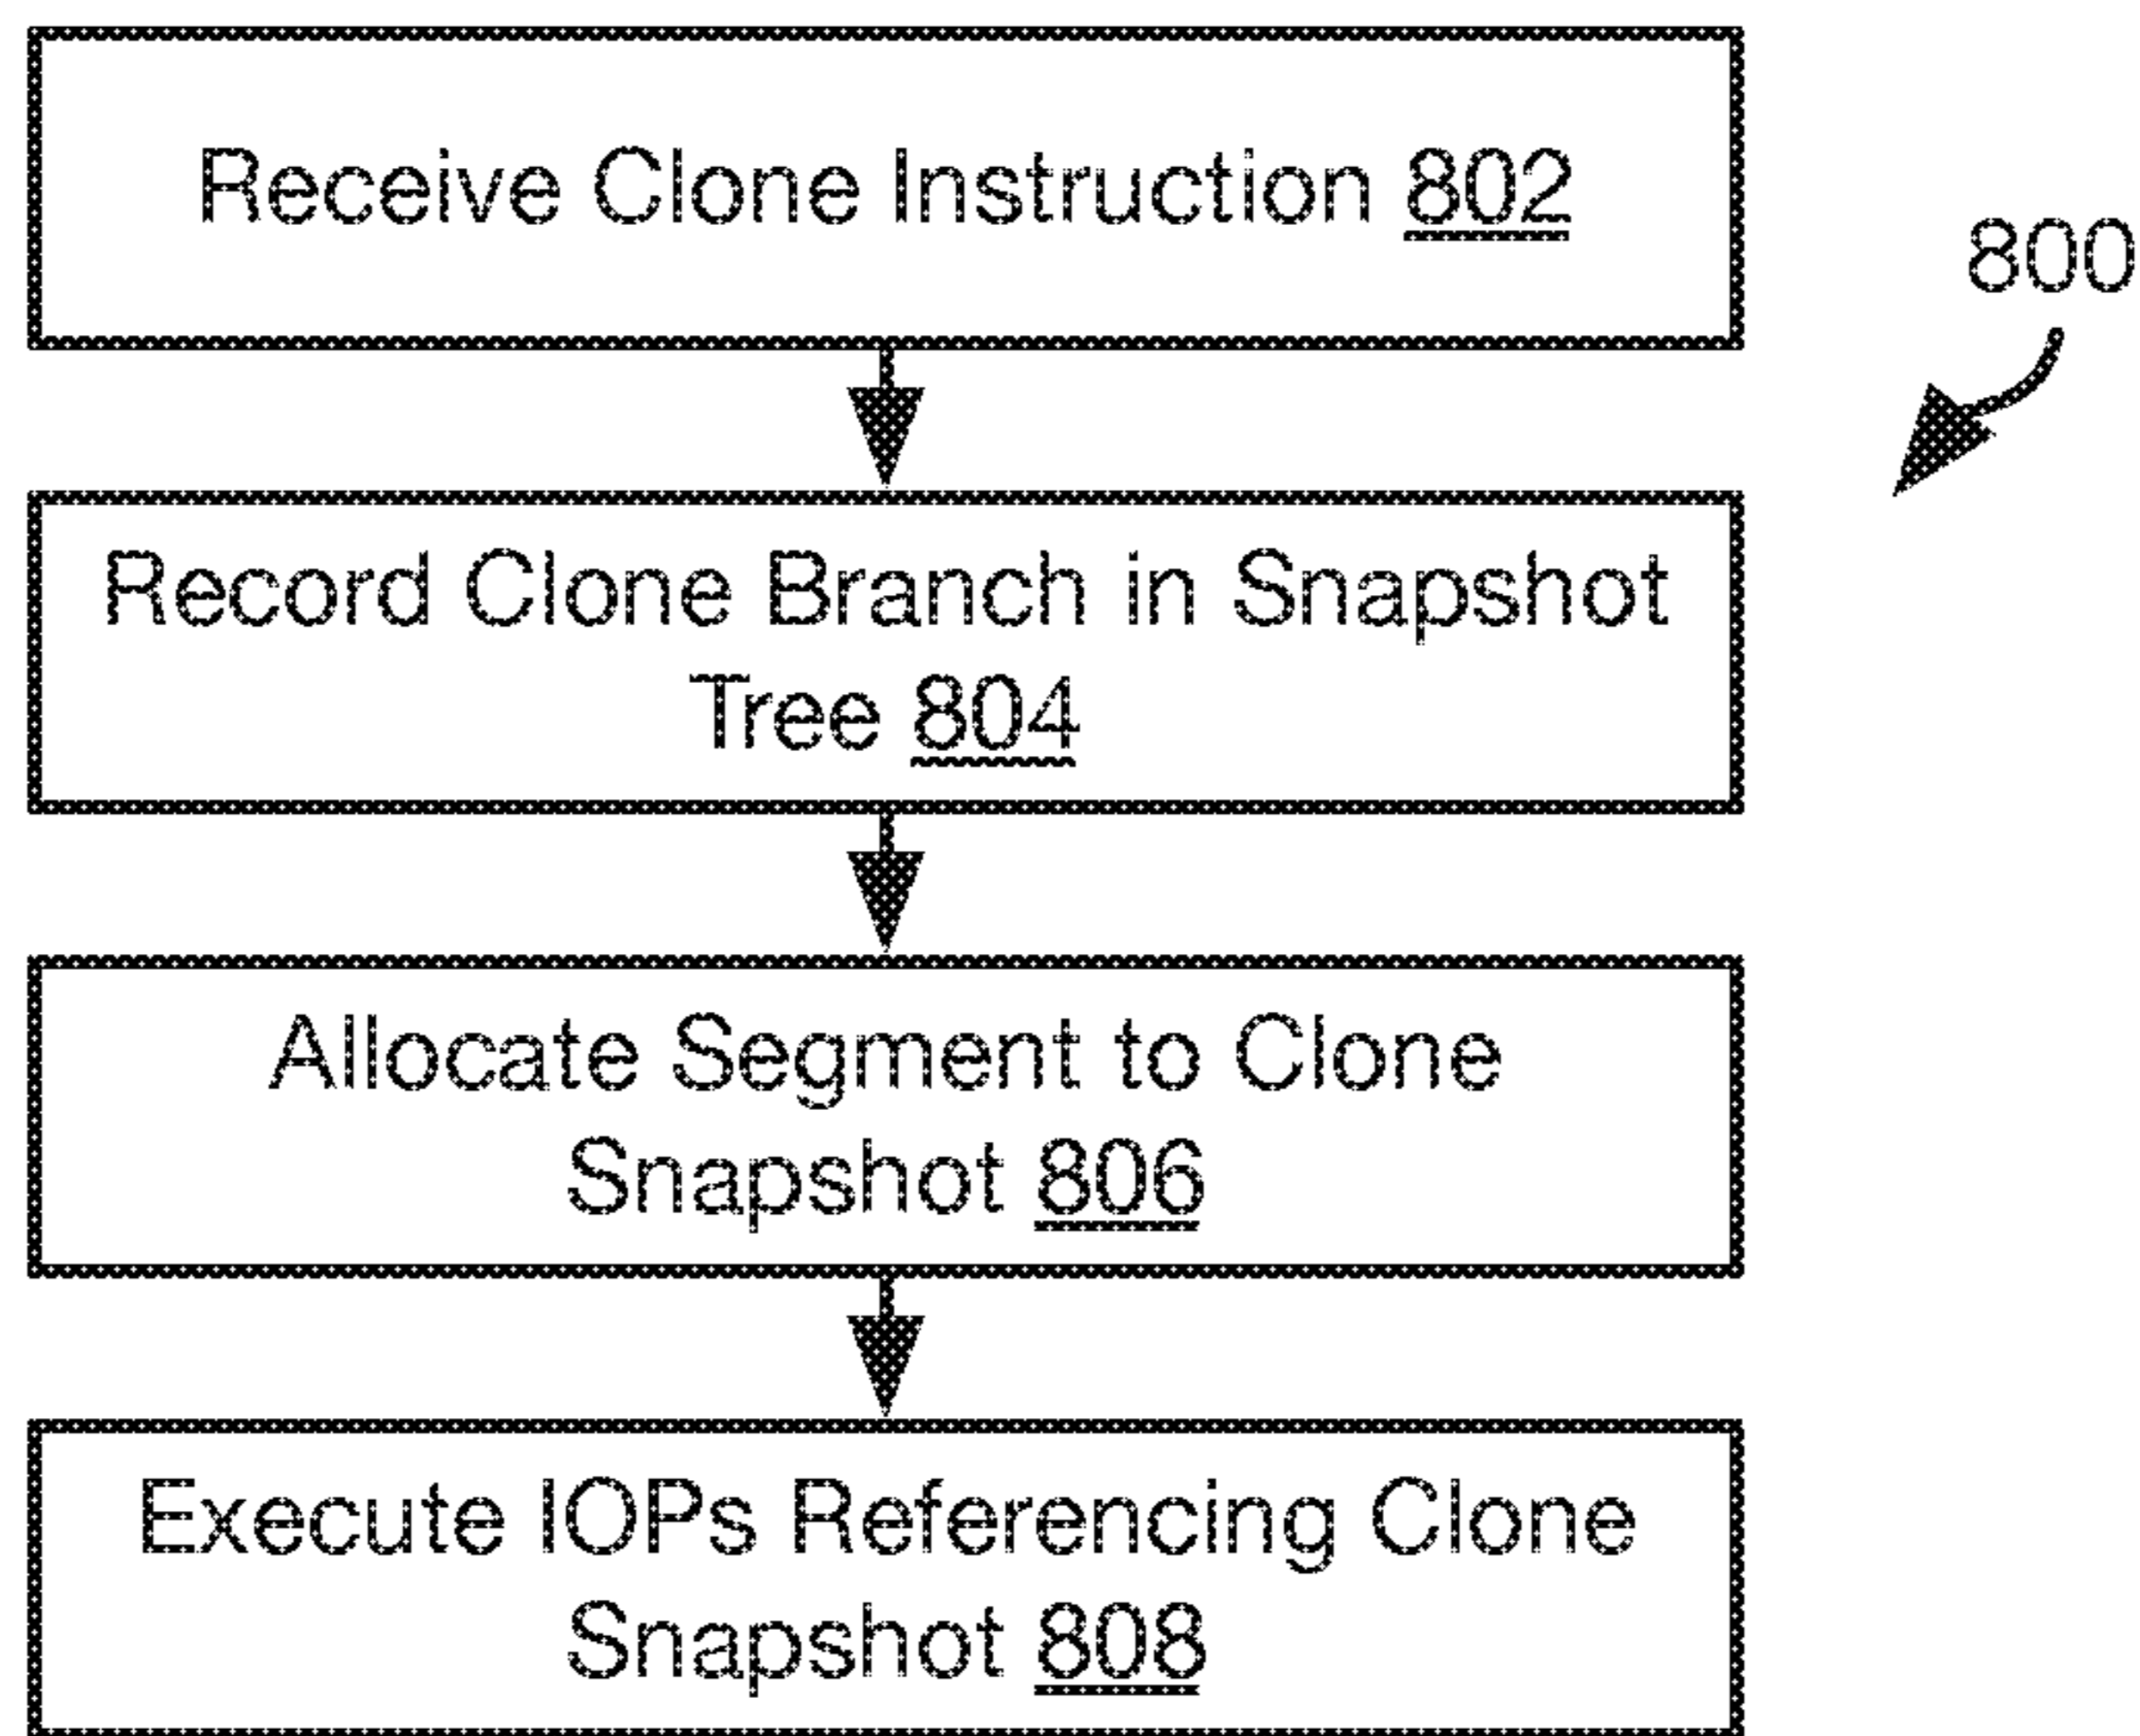 Receive Clone Instruction 802
800
Record Clone Branch in Snapshot
Tree 804
Allocate Segment to Clone
Snapshot 806
Execute IOPs Referencing Clone
Snapshot 808